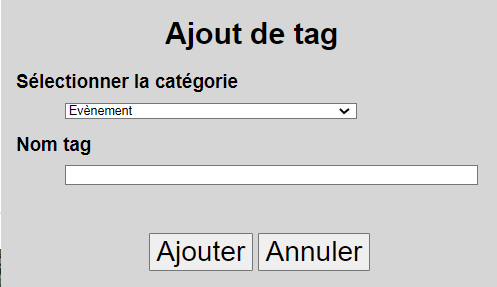 Ajout de tag
Sélectionner la catégorie
Evènement
Nom tag
Ajouter Annuler